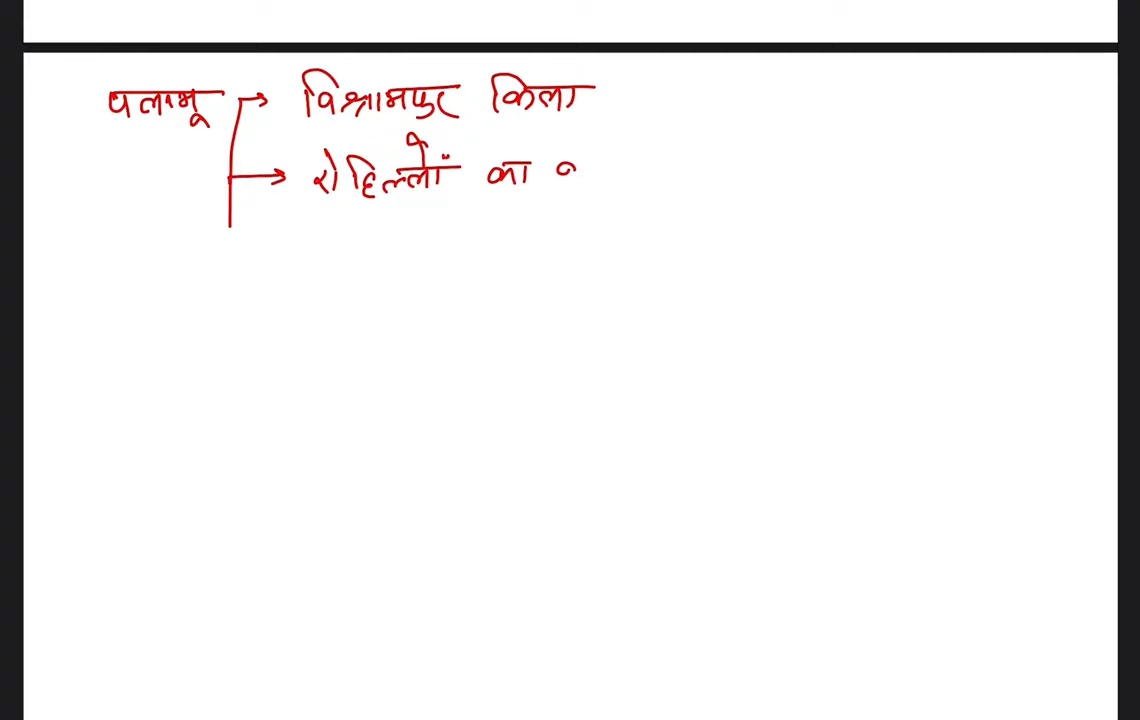 पलामू → विश्रामपुर किला
→ रोहिल्लों का